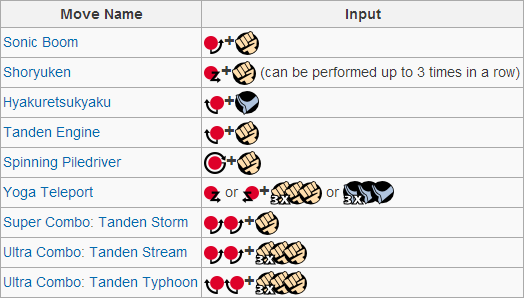 Move Name Input
Sonic Boom +
Shoryuken + (can be performed up to 3 times in a row)
Hyakuretsukyaku +
Tanden Engine +
Spinning Piledriver +
Yoga Teleport or + 3X or 3X
Super Combo: Tanden Storm +
Ultra Combo: Tanden Stream + 3X
Ultra Combo: Tanden Typhoon + 3X